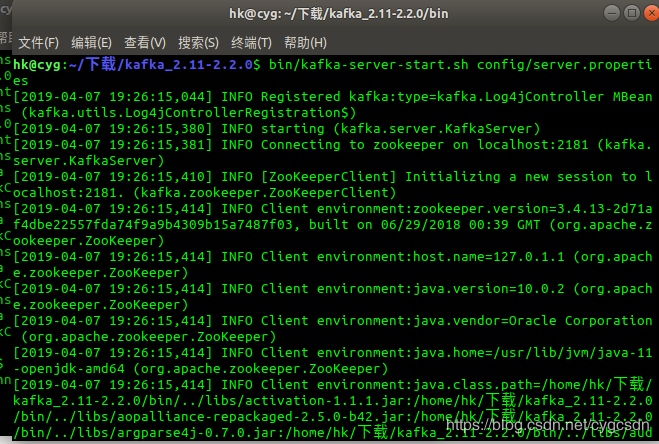 hk@cyg: ~/下载/kafka_2.11-2.2.0/bin
文件(F) 编辑(E) 查看(V) 搜索(S) 终端(T) 帮助(H)
hk@cyg:~/下载/kafka_2.11-2.2.0$ bin/kafka-server-start.sh config/server.properti
es
[2019-04-07 19:26:15,044] INFO Registered kafka:type=kafka.Log4jController MBean
(kafka.utils.Log4jControllerRegistration$)
[2019-04-07 19:26:15,380] INFO starting (kafka.server.KafkaServer)
[2019-04-07 19:26:15,381] INFO Connecting to zookeeper on localhost:2181 (kafka.
server.KafkaServer)
[2019-04-07 19:26:15,410] INFO [ZooKeeperClient] Initializing a new session to l
ocalhost:2181. (kafka.zookeeper.ZooKeeperClient)
[2019-04-07 19:26:15,414] INFO Client environment:zookeeper.version=3.4.13-2d71a
f4dbe22557fda74f9a9b4309b15a7487f03, built on 06/29/2018 00:39 GMT (org.apache.z
ookeeper.ZooKeeper)
[2019-04-07 19:26:15,414] INFO Client environment:host.name=127.0.1.1 (org.apach
e.zookeeper.ZooKeeper)
[2019-04-07 19:26:15,414] INFO Client environment:java.version=10.0.2 (org.apach
e.zookeeper.ZooKeeper)
[2019-04-07 19:26:15,414] INFO Client environment:java.vendor=Oracle Corporation
(org.apache.zookeeper.ZooKeeper)
[2019-04-07 19:26:15,414] INFO Client environment:java.home=/usr/lib/jvm/java-11
-openjdk-amd64 (org.apache.zookeeper.ZooKeeper)
[2019-04-07 19:26:15,414] INFO Client environment:java.class.path=/home/hk/下载/
kafka_2.11-2.2.0/bin/../libs/activation-1.1.1.jar:/home/hk/下载/kafka_2.11-2.2.0
/bin/../libs/aopalliance-repackaged-2.5.0-b42.jar:/home/hk/下载/kafka_2.11-2.2.0
/bin/../libs/argparse4j-0.7.0.jar:/home/hk/下载/kafka_2.11-2.2.0/bin/../libs/aud
https://blog.csdn.net/cygcsdn